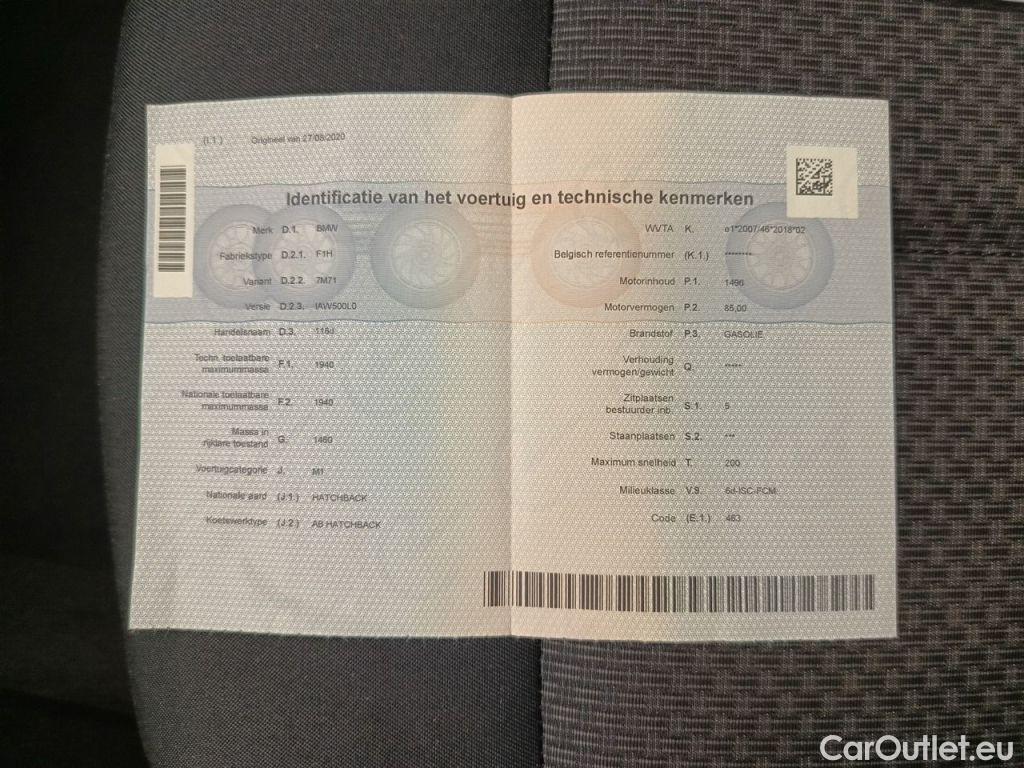 (I.1.) Origineel van 27/08/2020
Identificatie van het voertuig en technische kenmerken
Merk D.1. BMW
Fabriekstype D.2.1. F1H
Variant D.2.2. 7M71
Versie D.2.3. IAW500L0
Handelsnaam D.3. 116d
Techn. toelaatbare
maximummassa F.1. 1940
Nationale toelaatbare
maximummassa F.2. 1940
Massa in
rijklare toestand G. 1460
Voertuigcategorie J. M1
Nationale aard (J.1.) HATCHBACK
Koetswerktype (J.2.) AB HATCHBACK
WVTA K. e1*2007/46*2018*02
Belgisch referentienummer (K.1.) ********
Motorinhoud P.1. 1496
Motorvermogen P.2. 85,00
Brandstof P.3. GASOLIE
Verhouding
vermogen/gewicht Q. *****
Zitplaatsen
bestuurder inb. S.1. 5
Staanplaatsen S.2. ***
Maximum snelheid T. 200
Milieuklasse V.9. 6d-ISC-FCM
Code (E.1.) 463
CarOutlet.eu